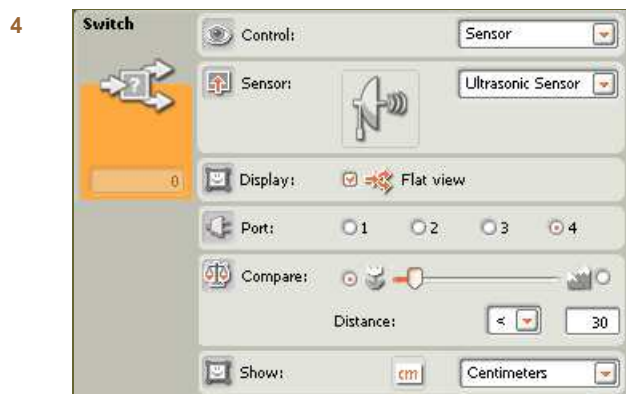 4
Switch
Control:
Sensor
Sensor:
Ultrasonic Sensor
?
0
Display:
Flat view
Port:
1 2 3 4
Compare:
Distance:
< 30
Show:
cm
Centimeters